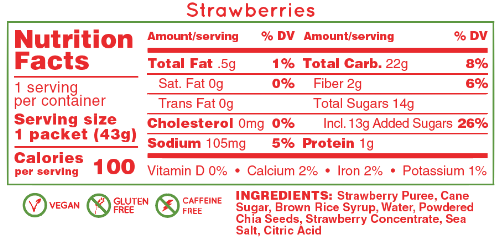 Strawberries
Nutrition
Facts
1 serving
per container
Serving size
1 packet (43g)
Calories
per serving 100
Amount/serving % DV Amount/serving % DV
Total Fat .5g 1% Total Carb. 22g 8%
Sat. Fat 0g 0% Fiber 2g 6%
Trans Fat 0g Total Sugars 14g
Cholesterol 0mg 0% Incl. 13g Added Sugars 26%
Sodium 105mg 5% Protein 1g
Vitamin D 0% • Calcium 2% • Iron 2% • Potassium 1%
VEGAN
GLUTEN
FREE
CAFFEINE
FREE
INGREDIENTS: Strawberry Puree, Cane
Sugar, Brown Rice Syrup, Water, Powdered
Chia Seeds, Strawberry Concentrate, Sea
Salt, Citric Acid